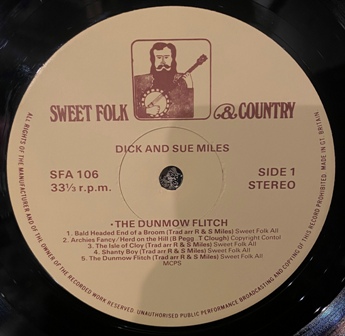 SWEET FOLK & COUNTRY
DICK AND SUE MILES
SFA 106
33⅓ r.p.m.
SIDE 1
STEREO
• THE DUNMOW FLITCH
1. Bald Headed End of a Broom (Trad arr R & S Miles) Sweet Folk All
2. Archies Fancy/Herd on the Hill (B Pegg .T Clough) Copyright Contol
3. The Isle of Cloy (Trad arr R & S Miles) Sweet Folk All
4. Shanty Boy (Trad arr R & S Miles) Sweet Folk All
5. The Dunmow Flitch (Trad arr R & S Miles) Sweet Folk All
MCPS
ALL RIGHTS OF THE MANUFACTURER AND OF THE OWNER OF THE RECORDED WORK RESERVED. UNAUTHORISED PUBLIC PERFORMANCE BROADCASTING AND COPYING OF THIS RECORD PROHIBITED. MADE IN GT. BRITAIN